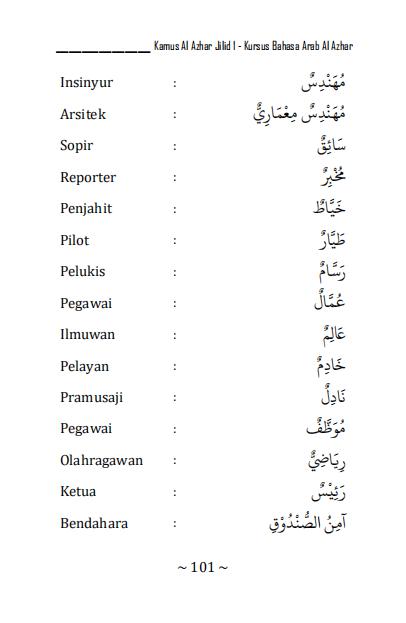 Kamus Al Azhar Jilid I - Kursus Bahasa Arab Al Azhar
Insinyur : مُهَنْدِسٌ
Arsitek : مُهَنْدِسٌ مِعْمَارِيٌّ
Sopir : سَائِقٌ
Reporter : مُخْبِرٌ
Penjahit : خَيَّاطٌ
Pilot : طَيَّارٌ
Pelukis : رَسَّامٌ
Pegawai : عُمَّالٌ
Ilmuwan : عَالِمٌ
Pelayan : خَادِمٌ
Pramusaji : نَادِلٌ
Pegawai : مُوَظَّفٌ
Olahragawan : رِيَاضِيٌّ
Ketua : رَئِيْسٌ
Bendahara : آمِنُ الصُّنْدُوْقِ
~ 101 ~